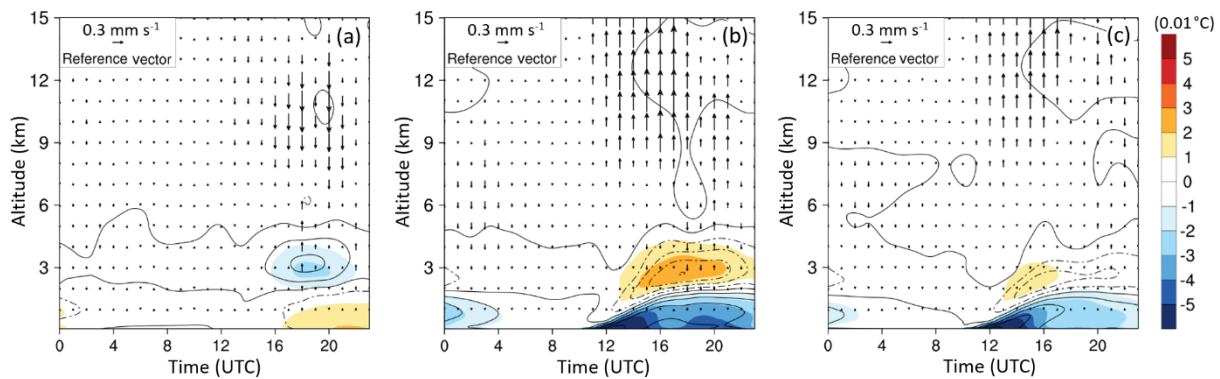 0.3 mm s⁻¹
Reference vector
(a)
15
12
9
6
3
Altitude (km)
0 4 8 12 16 20
Time (UTC)
0.3 mm s⁻¹
Reference vector
(b)
15
12
9
6
3
Altitude (km)
0 4 8 12 16 20
Time (UTC)
0.3 mm s⁻¹
Reference vector
(c)
15
12
9
6
3
Altitude (km)
0 4 8 12 16 20
Time (UTC)
(0.01 °C)
5
4
3
2
1
0
-1
-2
-3
-4
-5